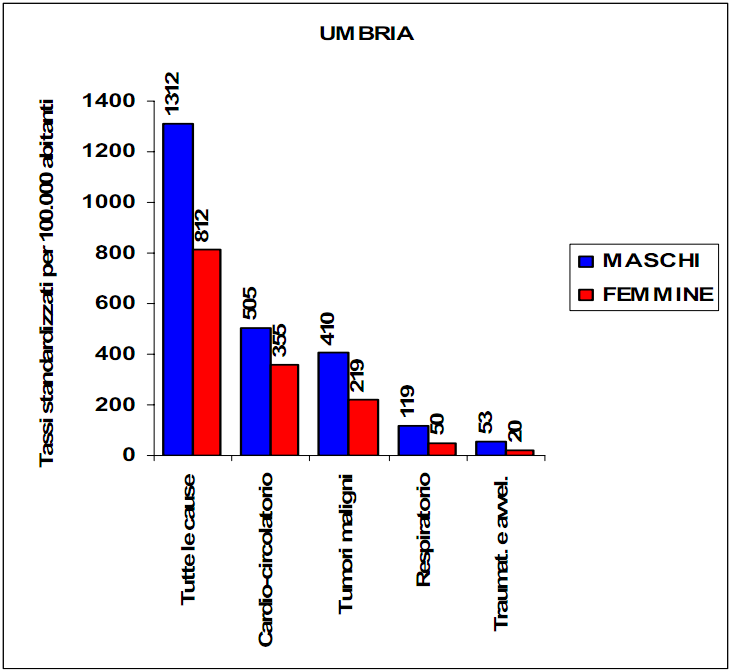 UMBRIA
Tassi standardizzati per 100.000 abitanti
1400
1200
1000
800
600
400
200
0
1312
812
505
355
410
219
119
50
53
20
Tutte le cause
Cardio-circolatorio
Tumori maligni
Respiratorio
Traumat. e avvel.
MASCHI
FEMMINE